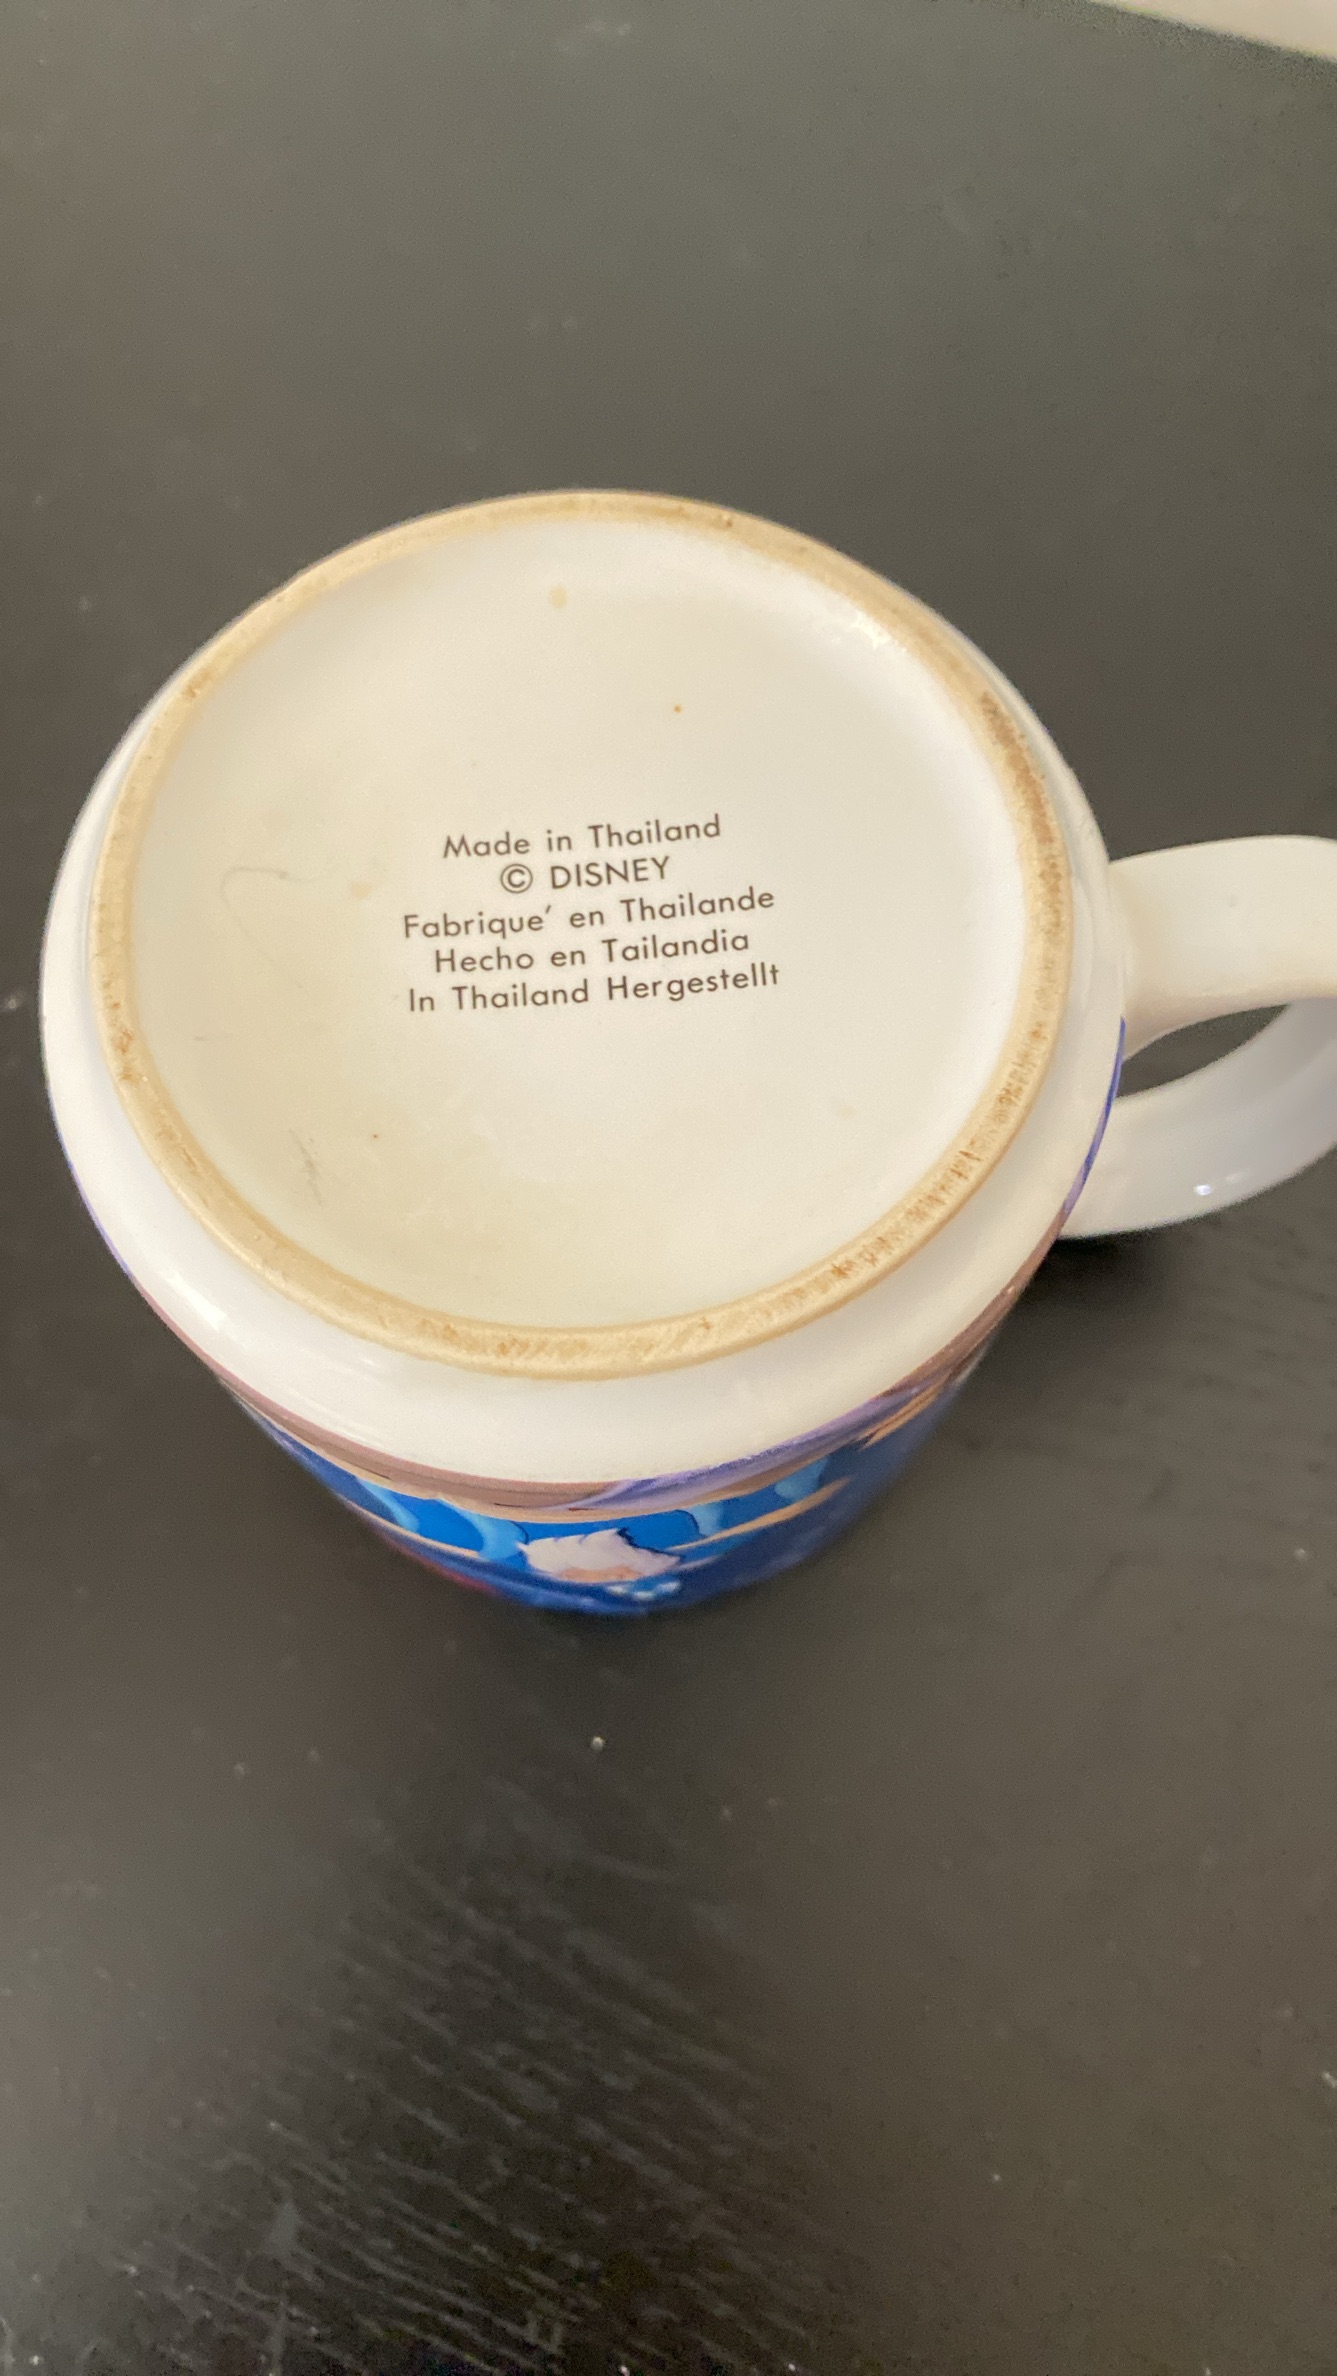 Made in Thailand
© DISNEY
Fabrique' en Thailande
Hecho en Tailandia
In Thailand Hergestellt